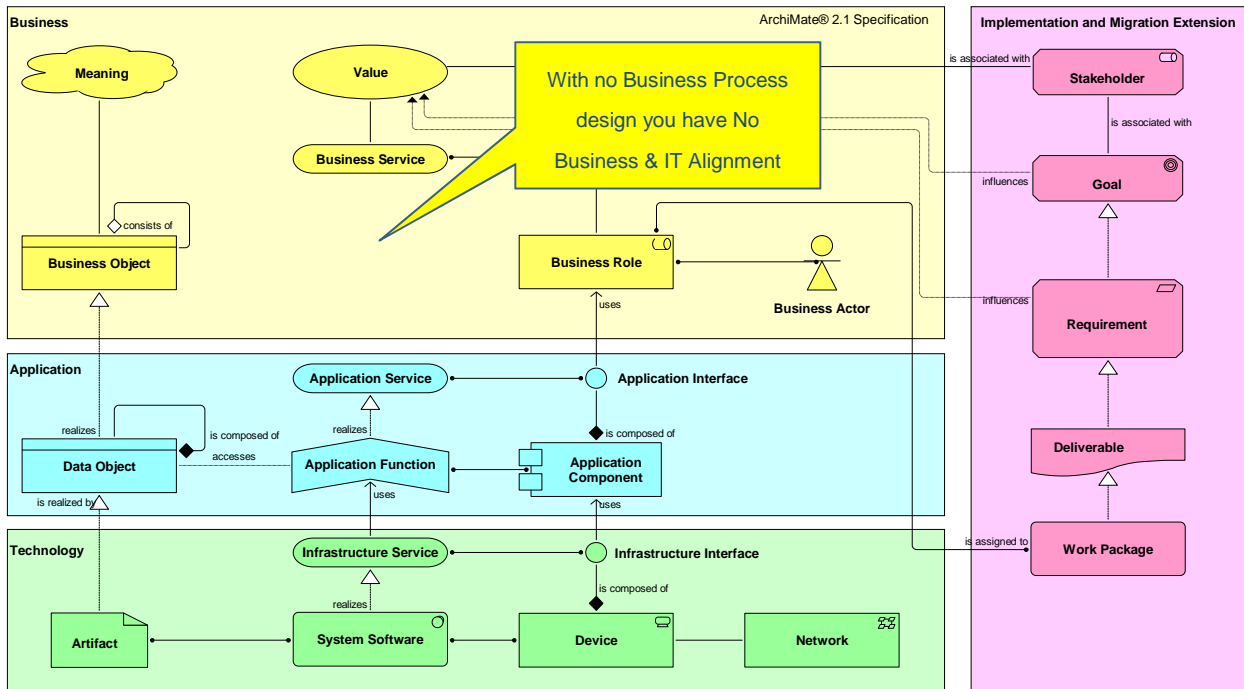 Business
ArchiMate® 2.1 Specification
Implementation and Migration Extension
Meaning
Value
With no Business Process
design you have No
Business & IT Alignment
is associated with
Stakeholder
is associated with
Business Service
influences
Goal
consists of
Business Object
Business Role
Business Actor
uses
influences
Requirement
Application
Application Service
Application Interface
realizes
is composed of
accesses
realizes
is composed of
Data Object
Application Function
Application
Component
Deliverable
is realized by
uses
uses
Technology
Infrastructure Service
Infrastructure Interface
is assigned to
Work Package
realizes
is composed of
Artifact
System Software
Device
Network